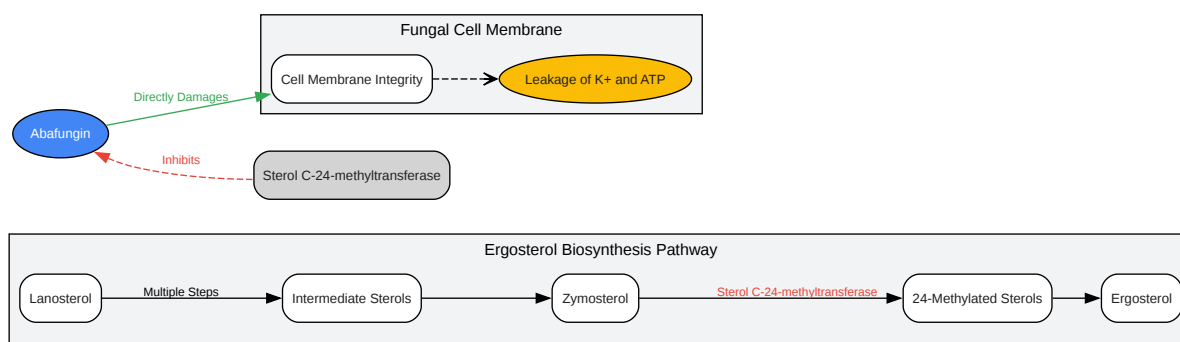 Fungal Cell Membrane
Cell Membrane Integrity
Leakage of K+ and ATP
Directly Damages
Abafungin
Inhibits
Sterol C-24-methyltransferase
Ergosterol Biosynthesis Pathway
Lanosterol
Multiple Steps
Intermediate Sterols
Zymosterol
Sterol C-24-methyltransferase
24-Methylated Sterols
Ergosterol